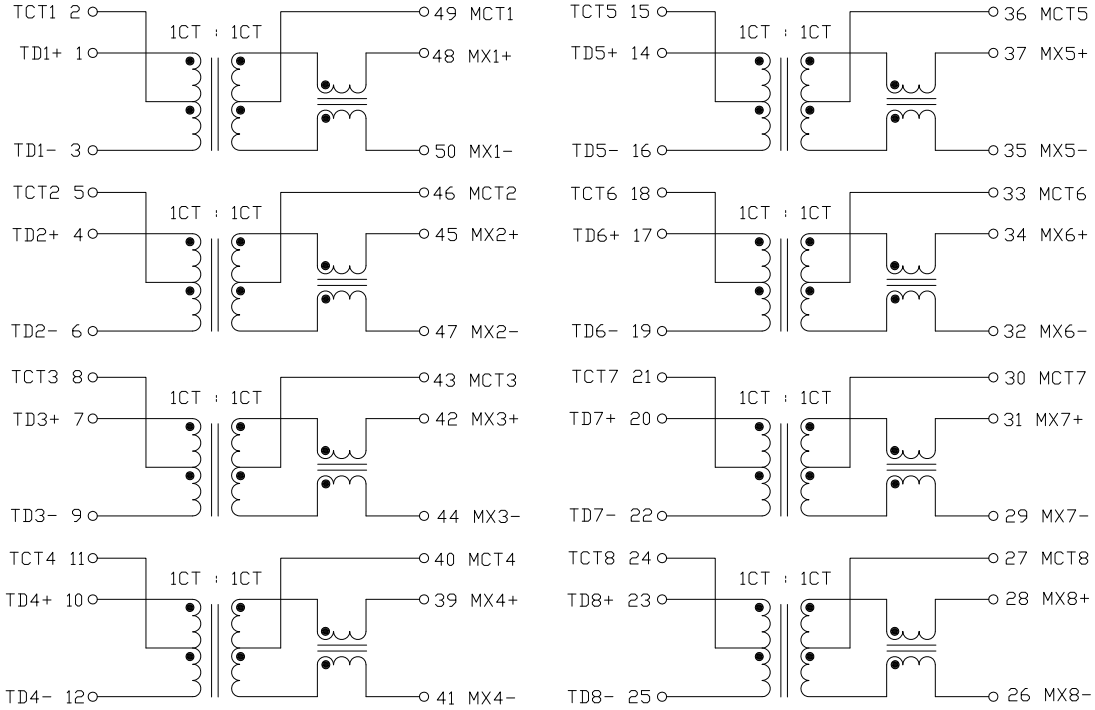 TCT1 2 49 MCT1 TCT5 15 36 MCT5
1CT : 1CT 1CT : 1CT
TD1+ 1 48 MX1+ TD5+ 14 37 MX5+
TD1- 3 50 MX1- TD5- 16 35 MX5-
TCT2 5 46 MCT2 TCT6 18 33 MCT6
1CT : 1CT 1CT : 1CT
TD2+ 4 45 MX2+ TD6+ 17 34 MX6+
TD2- 6 47 MX2- TD6- 19 32 MX6-
TCT3 8 43 MCT3 TCT7 21 30 MCT7
1CT : 1CT 1CT : 1CT
TD3+ 7 42 MX3+ TD7+ 20 31 MX7+
TD3- 9 44 MX3- TD7- 22 29 MX7-
TCT4 11 40 MCT4 TCT8 24 27 MCT8
1CT : 1CT 1CT : 1CT
TD4+ 10 39 MX4+ TD8+ 23 28 MX8+
TD4- 12 41 MX4- TD8- 25 26 MX8-